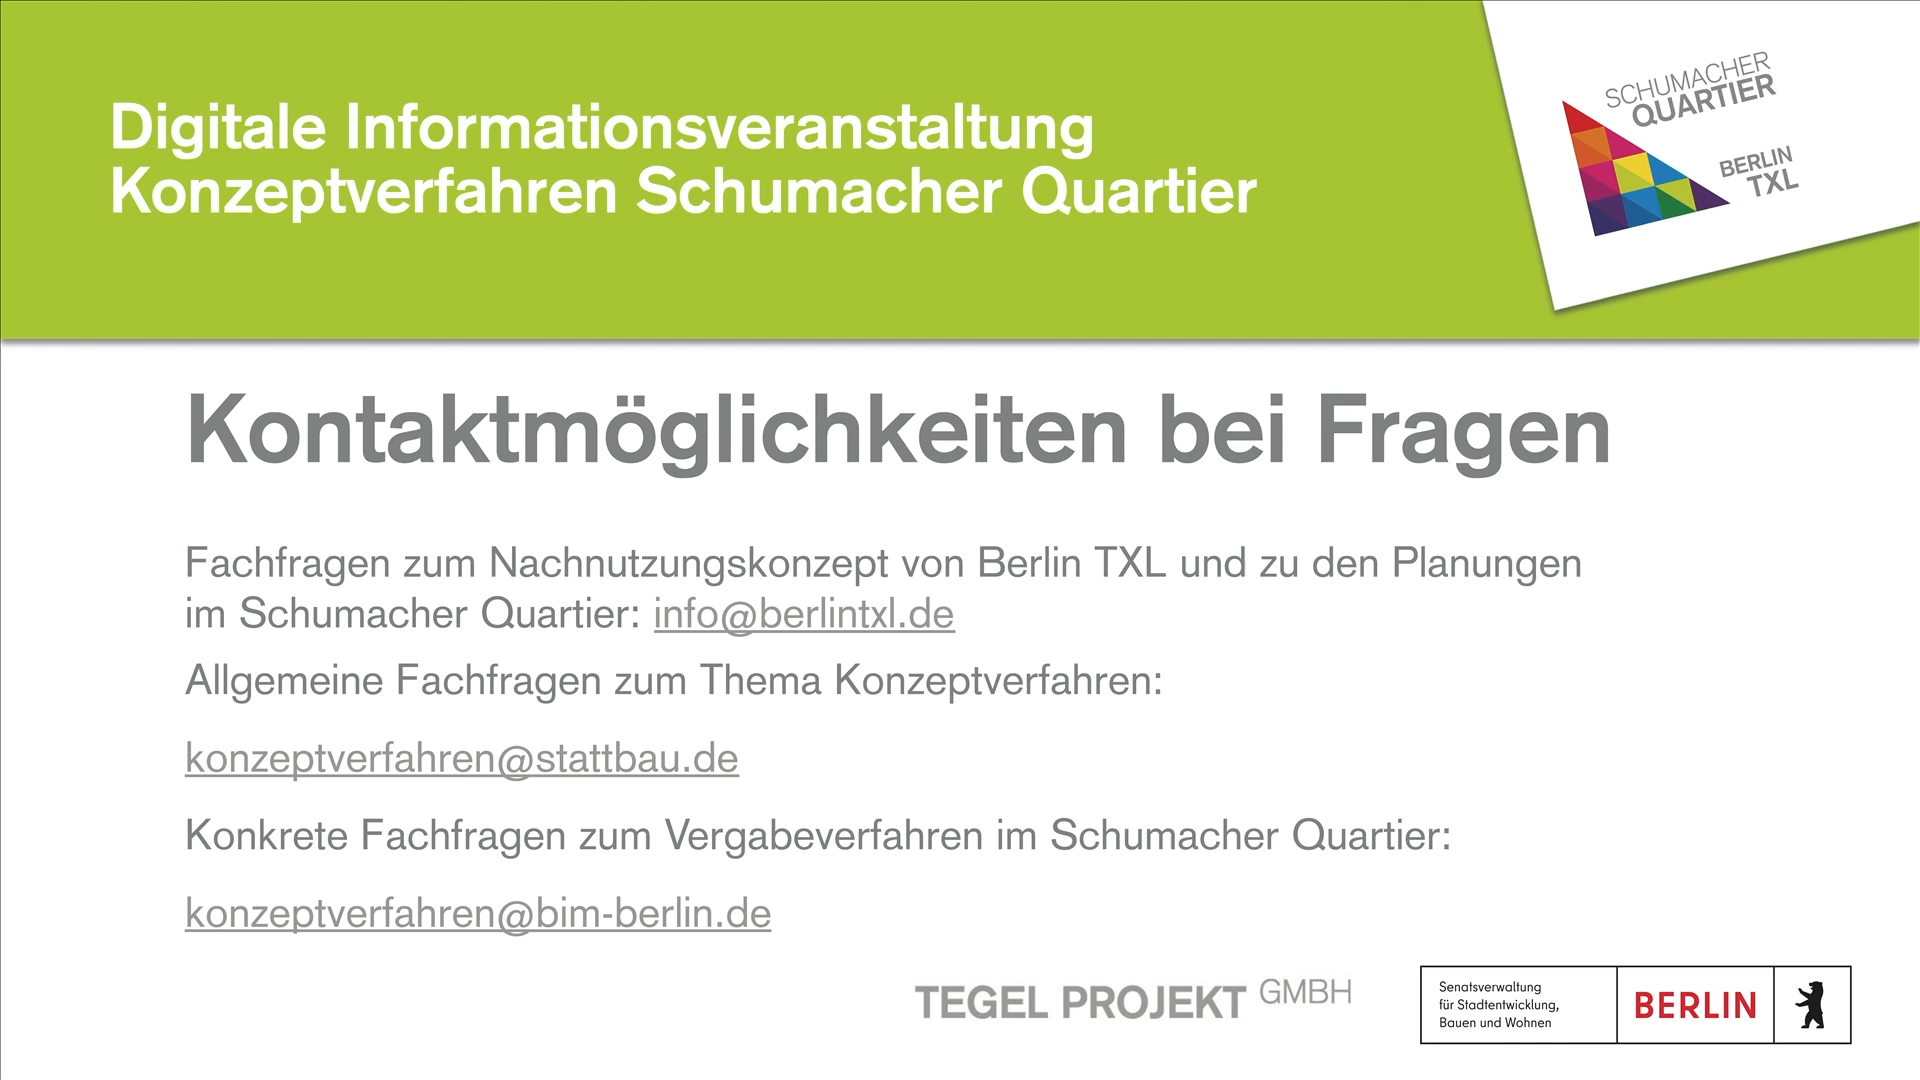 Digitale Informationsveranstaltung
Konzeptverfahren Schumacher Quartier
SCHUMACHER
QUARTIER
BERLIN
TXL
Kontaktmöglichkeiten bei Fragen
Fachfragen zum Nachnutzungskonzept von Berlin TXL und zu den Planungen
im Schumacher Quartier: info@berlintxl.de
Allgemeine Fachfragen zum Thema Konzeptverfahren:
konzeptverfahren@stattbau.de
Konkrete Fachfragen zum Vergabeverfahren im Schumacher Quartier:
konzeptverfahren@bim-berlin.de
TEGEL PROJEKT GMBH
Senatsverwaltung
für Stadtentwicklung,
Bauen und Wohnen
BERLIN